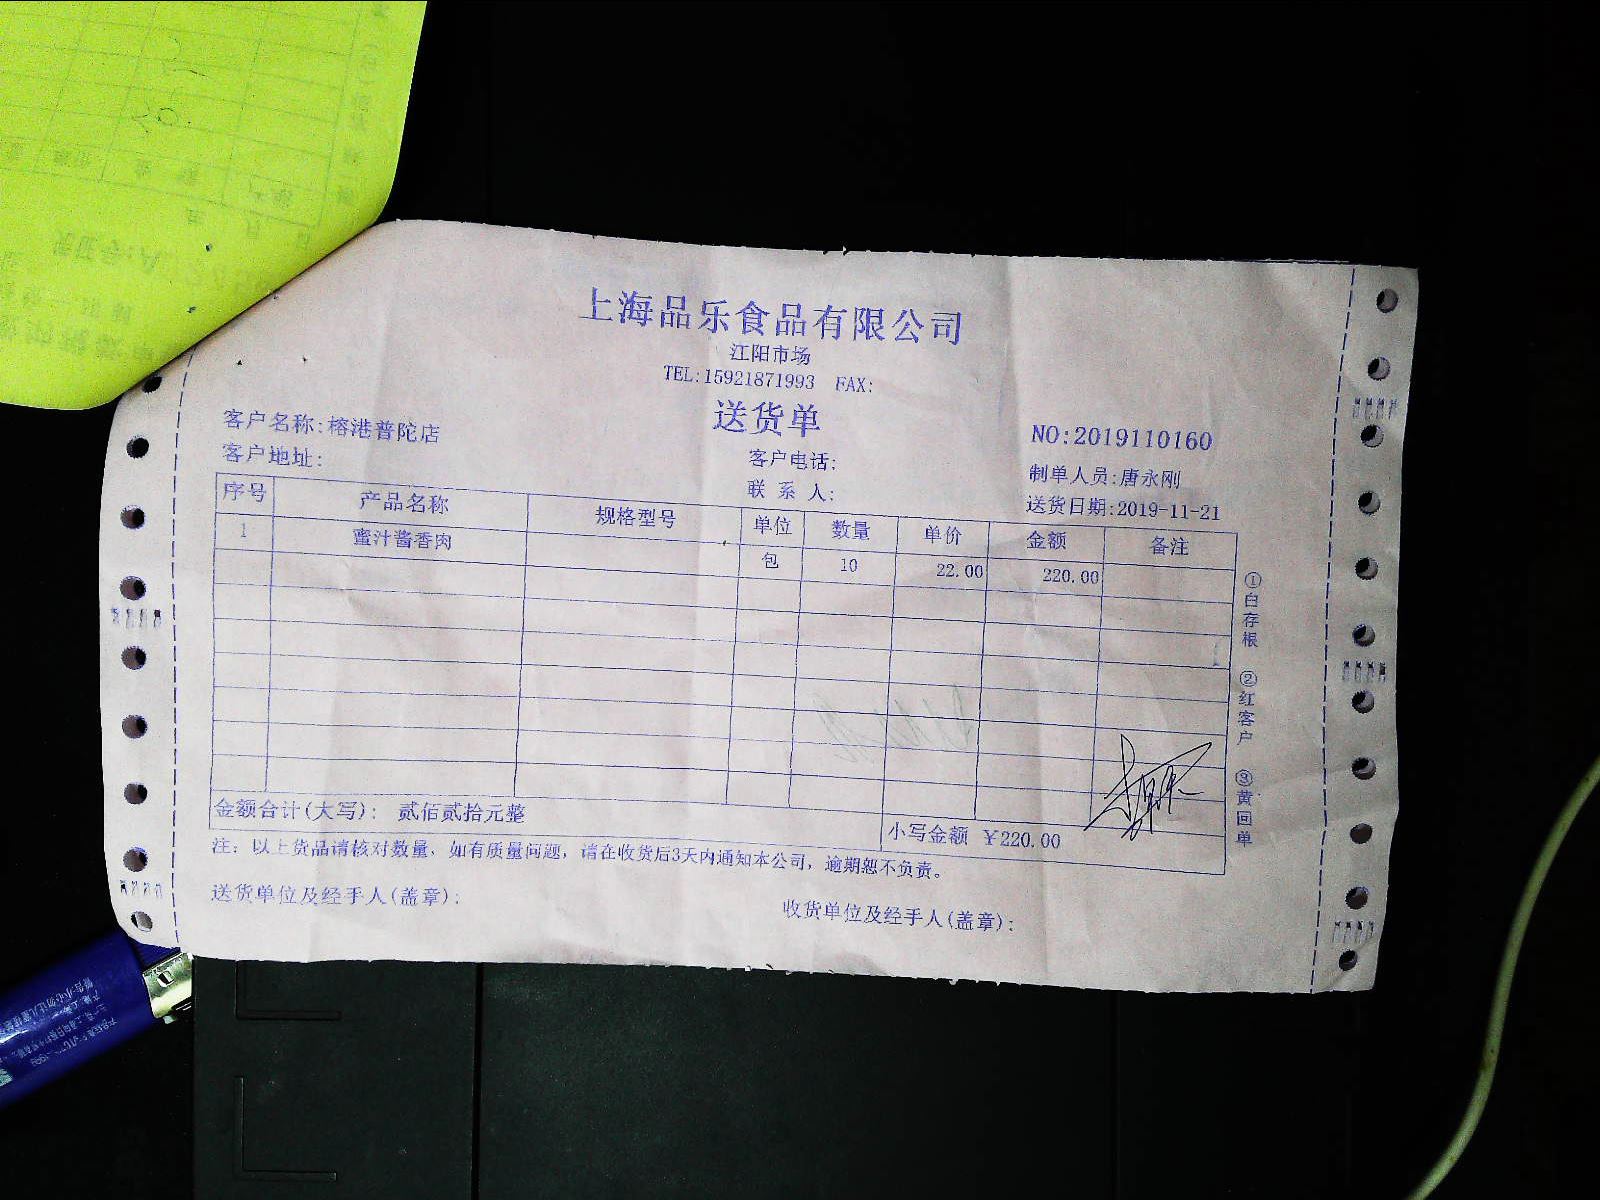 上海品乐食品有限公司
江阳市场
TEL:15921871993 FAX:
送货单
客户名称:榕港普陀店
NO:2019110160
客户地址:
客户电话:
制单人员:唐永刚
联系人:
送货日期:2019-11-21
序号 产品名称 规格型号 单位 数量 单价 金额 备注
1 蜜汁酱香肉 包 10 22.00 220.00
金额合计(大写): 贰佰贰拾元整
小写金额 ¥220.00
注: 以上货品请核对数量, 如有质量问题, 请在收货后3天内通知本公司, 逾期恕不负责。
送货单位及经手人(盖章):
收货单位及经手人(盖章):
①白存根 ②红客户 ③黄回单